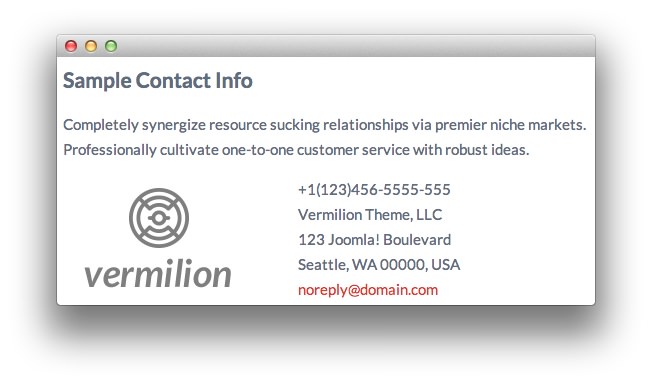 Sample Contact Info
Completely synergize resource sucking relationships via premier niche markets.
Professionally cultivate one-to-one customer service with robust ideas.
vermilion
+1(123)456-5555-555
Vermilion Theme, LLC
123 Joomla! Boulevard
Seattle, WA 00000, USA
noreply@domain.com